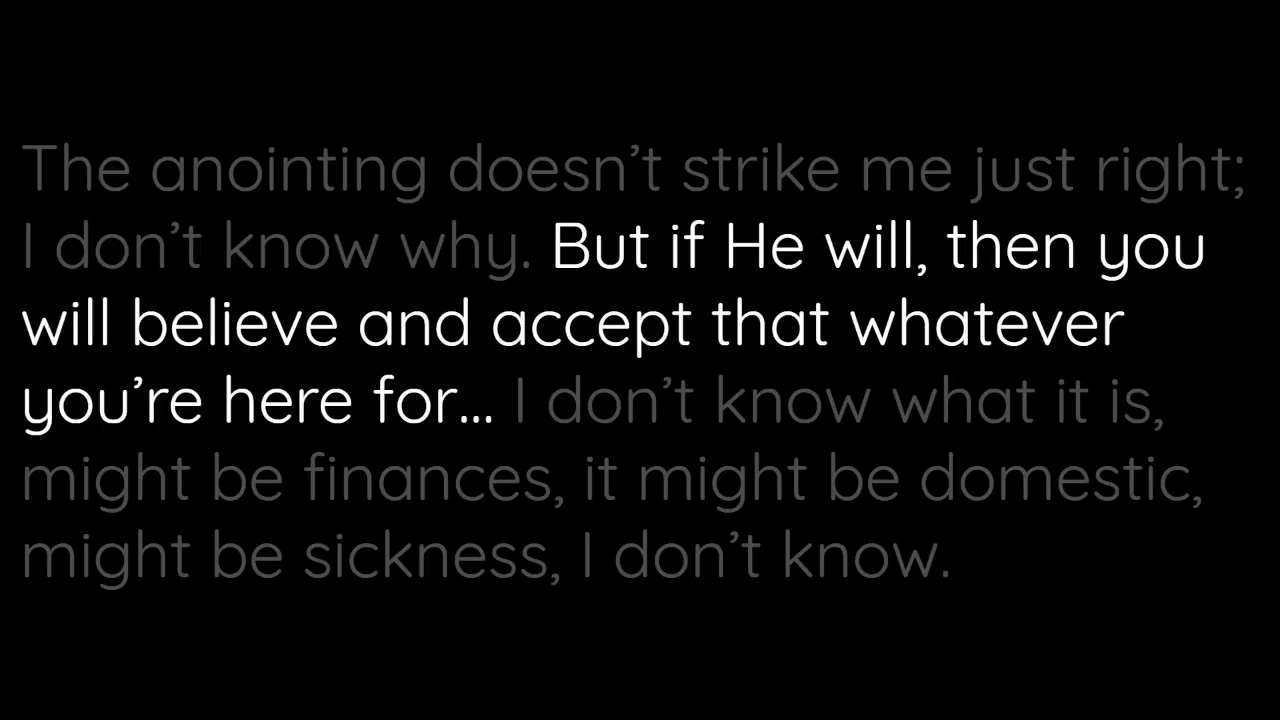 The anointing doesn’t strike me just right;
I don’t know why. But if He will, then you
will believe and accept that whatever
you’re here for... I don’t know what it is,
might be finances, it might be domestic,
might be sickness, I don’t know.